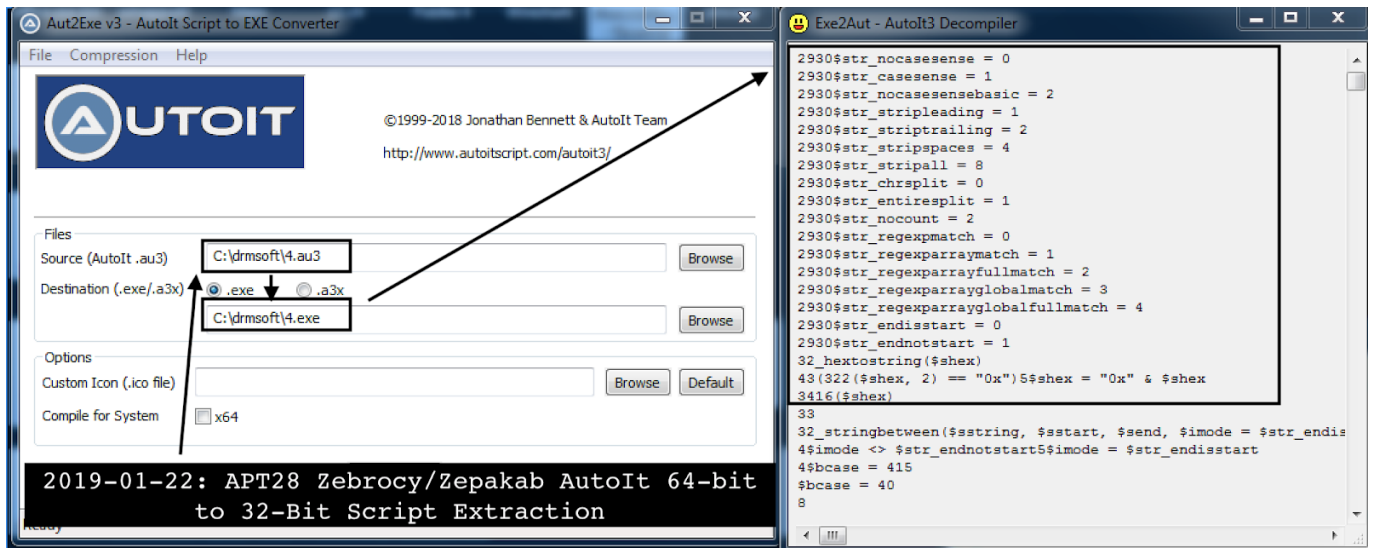 Aut2Exe v3 - AutoIt Script to EXE Converter
File Compression Help
AUTOIT
©1999-2018 Jonathan Bennett & AutoIt Team
http://www.autoitscript.com/autoit3/
Files
Source (AutoIt .au3) C:\drmsoft\4.au3 Browse
Destination (.exe/.a3x) .exe .a3x
C:\drmsoft\4.exe Browse
Options
Custom Icon (.ico file) Browse Default
Compile for System x64
2019-01-22: APT28 Zebrocy/Zepakab AutoIt 64-bit
to 32-Bit Script Extraction
Exe2Aut - AutoIt3 Decompiler
2930$str_nocasesense = 0
2930$str_casesense = 1
2930$str_nocasesensebasic = 2
2930$str_stripleading = 1
2930$str_striptrailing = 2
2930$str_stripspaces = 4
2930$str_stripall = 8
2930$str_chrsplit = 0
2930$str_entiresplit = 1
2930$str_nocount = 2
2930$str_regexpmatch = 0
2930$str_regexparraymatch = 1
2930$str_regexparrayfullmatch = 2
2930$str_regexparrayglobalmatch = 3
2930$str_regexparrayglobalfullmatch = 4
2930$str_endisstart = 0
2930$str_endnotstart = 1
32_hextostring($shex)
43(322($shex, 2) == "0x")5$shex = "0x" & $shex
3416($shex)
33
32_stringbetween($sstring, $sstart, $send, $imode = $str_endis
4$imode <> $str_endnotstart5$imode = $str_endisstart
4$bcase = 415
$bcase = 40
8